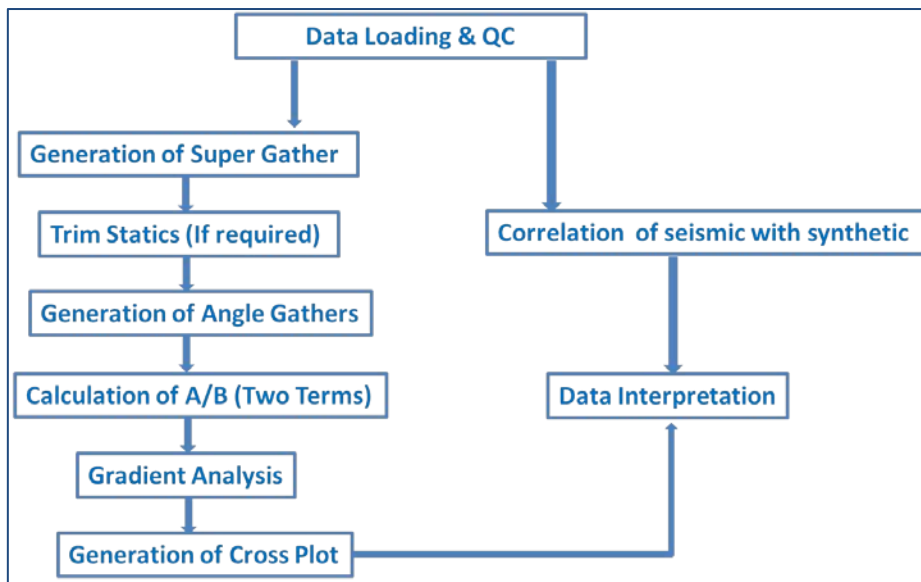 Data Loading & QC
Generation of Super Gather
Trim Statics (If required)
Correlation of seismic with synthetic
Generation of Angle Gathers
Calculation of A/B (Two Terms)
Data Interpretation
Gradient Analysis
Generation of Cross Plot